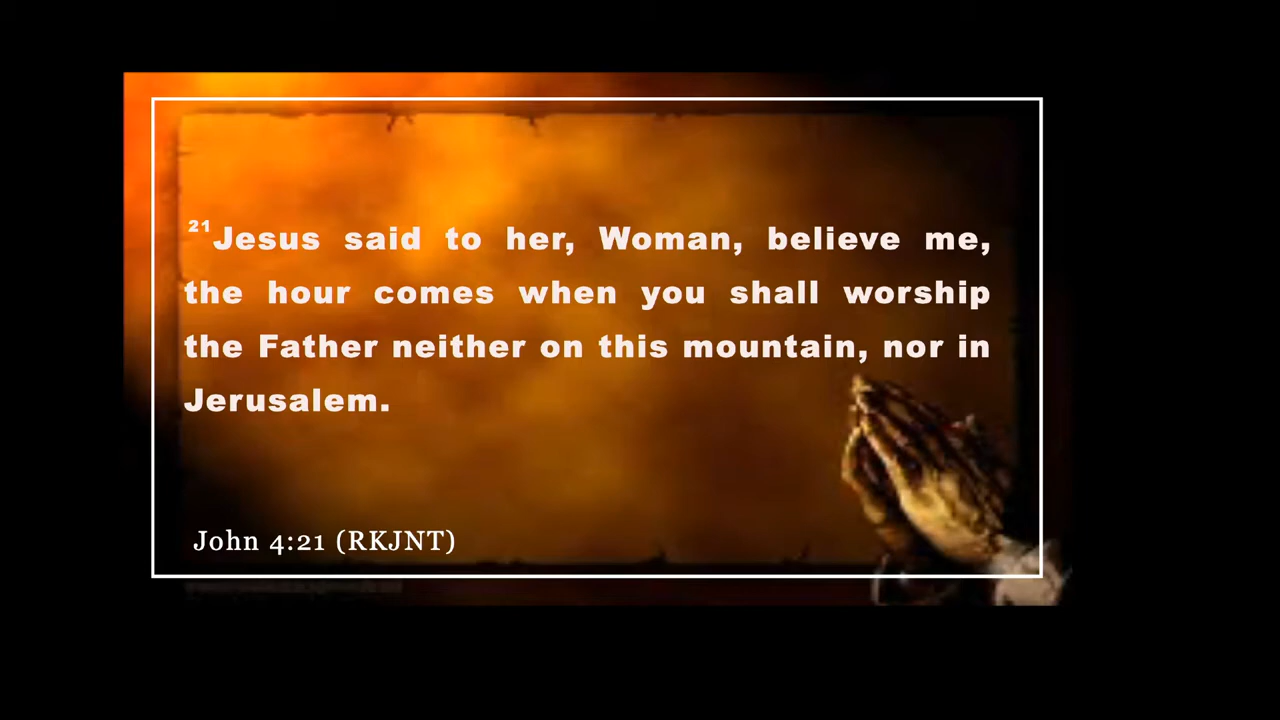 21Jesus said to her, Woman, believe me,
the hour comes when you shall worship
the Father neither on this mountain, nor in
Jerusalem.
John 4:21 (RKJNT)